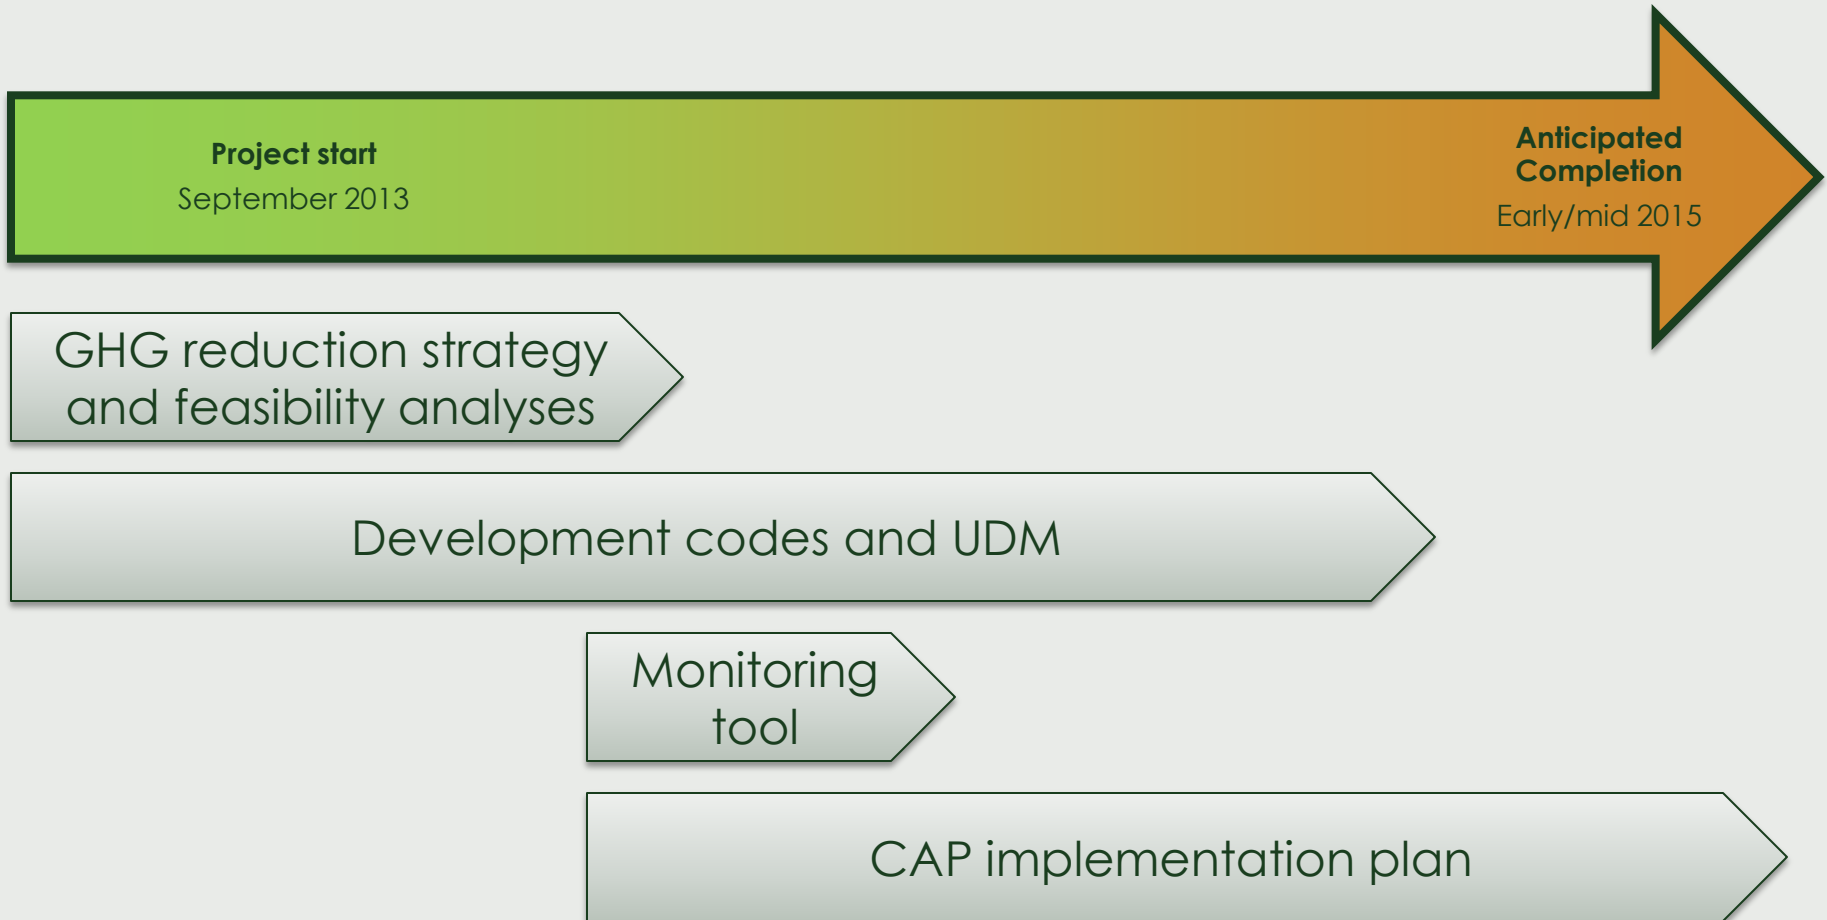 Project start
September 2013
Anticipated
Completion
Early/mid 2015
GHG reduction strategy
and feasibility analyses
Development codes and UDM
Monitoring
tool
CAP implementation plan